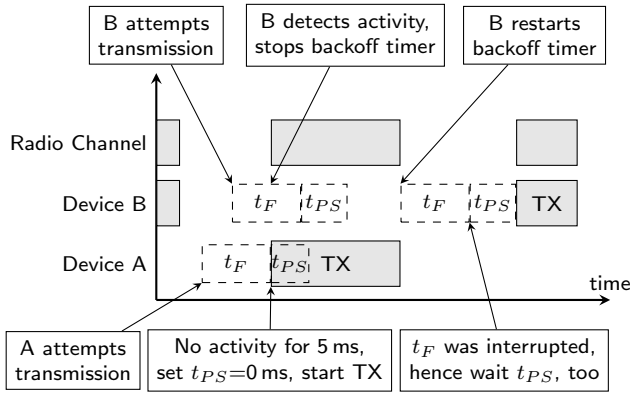 B attempts
transmission
B detects activity,
stops backoff timer
B restarts
backoff timer
Radio Channel
Device B
t_F
t_PS
t_F
t_PS
TX
Device A
t_F
t_PS
TX
time
A attempts
transmission
No activity for 5 ms,
set t_PS=0 ms, start TX
t_F was interrupted,
hence wait t_PS, too